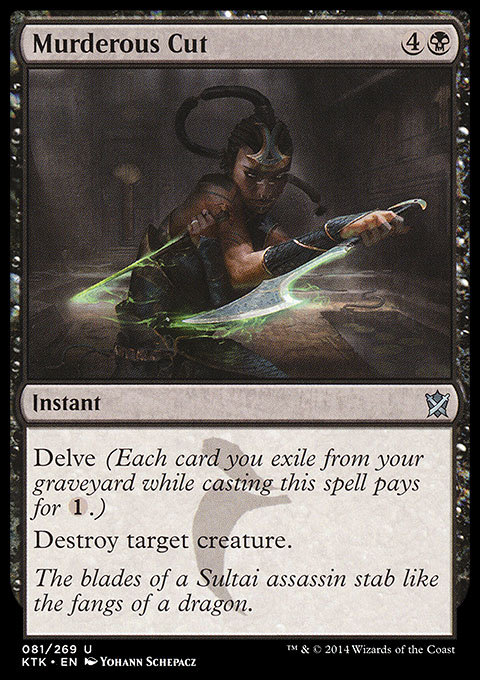 Murderous Cut 4
Instant
Delve (Each card you exile from your
graveyard while casting this spell pays
for 1.)
Destroy target creature.
The blades of a Sultai assassin stab like
the fangs of a dragon.
081/269 U
KTK • EN Yohann Schepacz
™ & © 2014 Wizards of the Coast